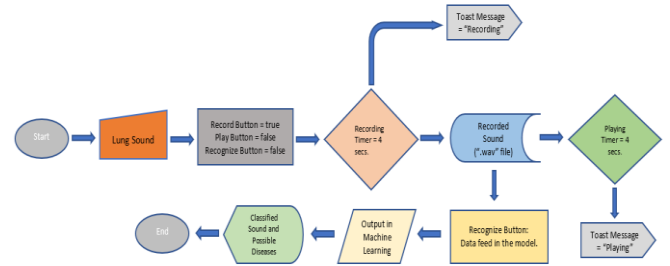 Toast Message
= "Recording"
Start
Lung Sound
Record Button = true
Play Button = false
Recognize Button = false
Recording
Timer = 4
secs.
Recorded
Sound
(".wav" file)
Playing
Timer = 4
secs.
End
Classified
Sound and
Possible
Diseases
Output in
Machine
Learning
Recognize Button:
Data feed in the model.
Toast Message
= "Playing"